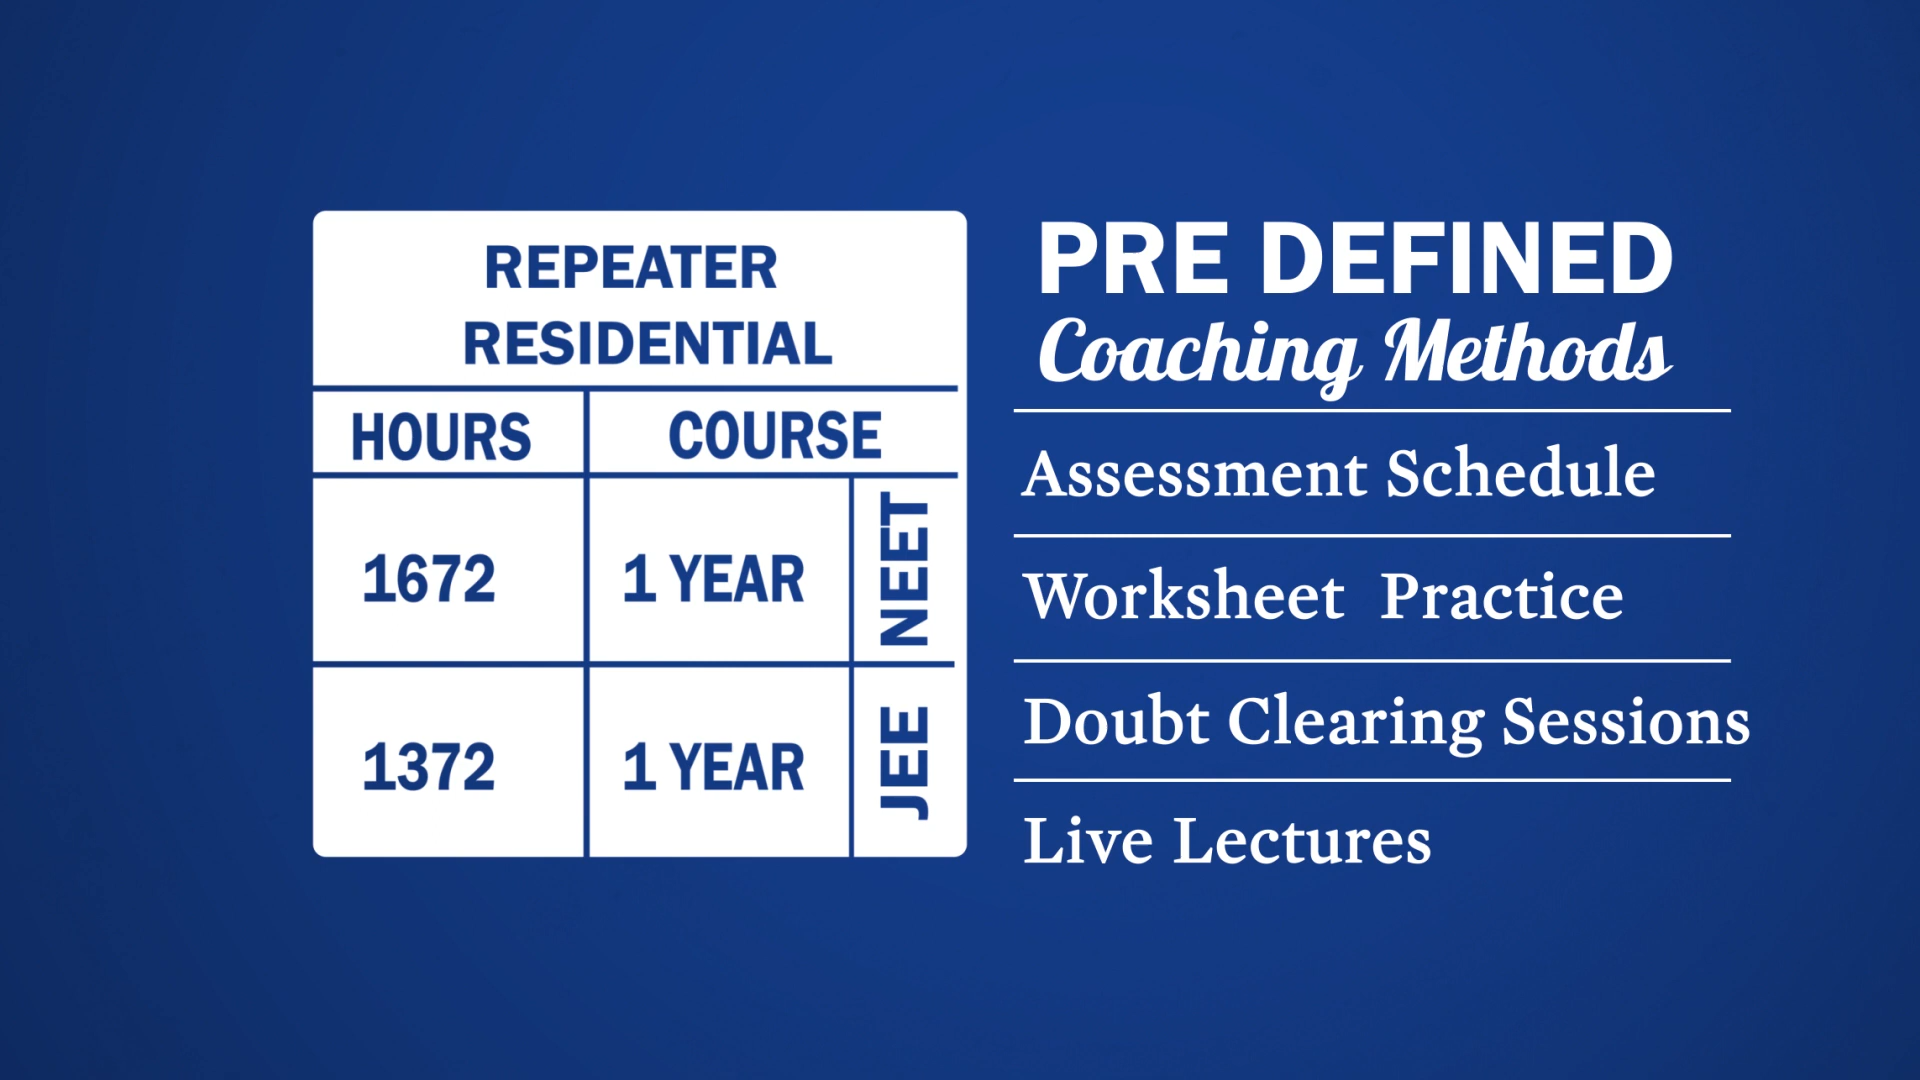 REPEATER
RESIDENTIAL
HOURS COURSE
1672 1 YEAR NEET
1372 1 YEAR JEE
PRE DEFINED
Coaching Methods
Assessment Schedule
Worksheet Practice
Doubt Clearing Sessions
Live Lectures